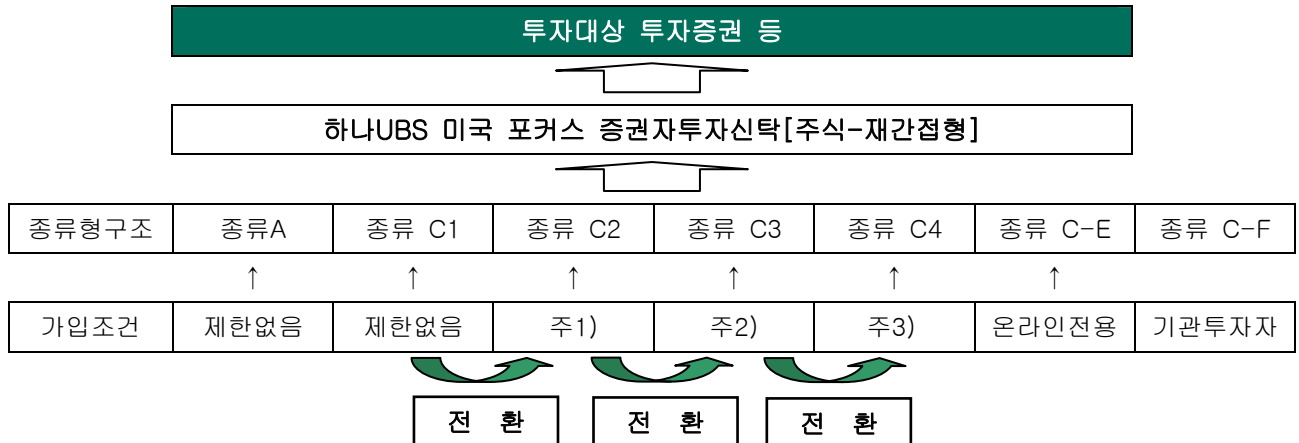 투자대상 투자증권 등
하나UBS 미국 포커스 증권자투자신탁[주식-재간접형]
종류형구조 종류A 종류 C1 종류 C2 종류 C3 종류 C4 종류 C-E 종류 C-F
↑ ↑ ↑ ↑ ↑ ↑
가입조건 제한없음 제한없음 주1) 주2) 주3) 온라인전용 기관투자자
전 환 전 환 전 환